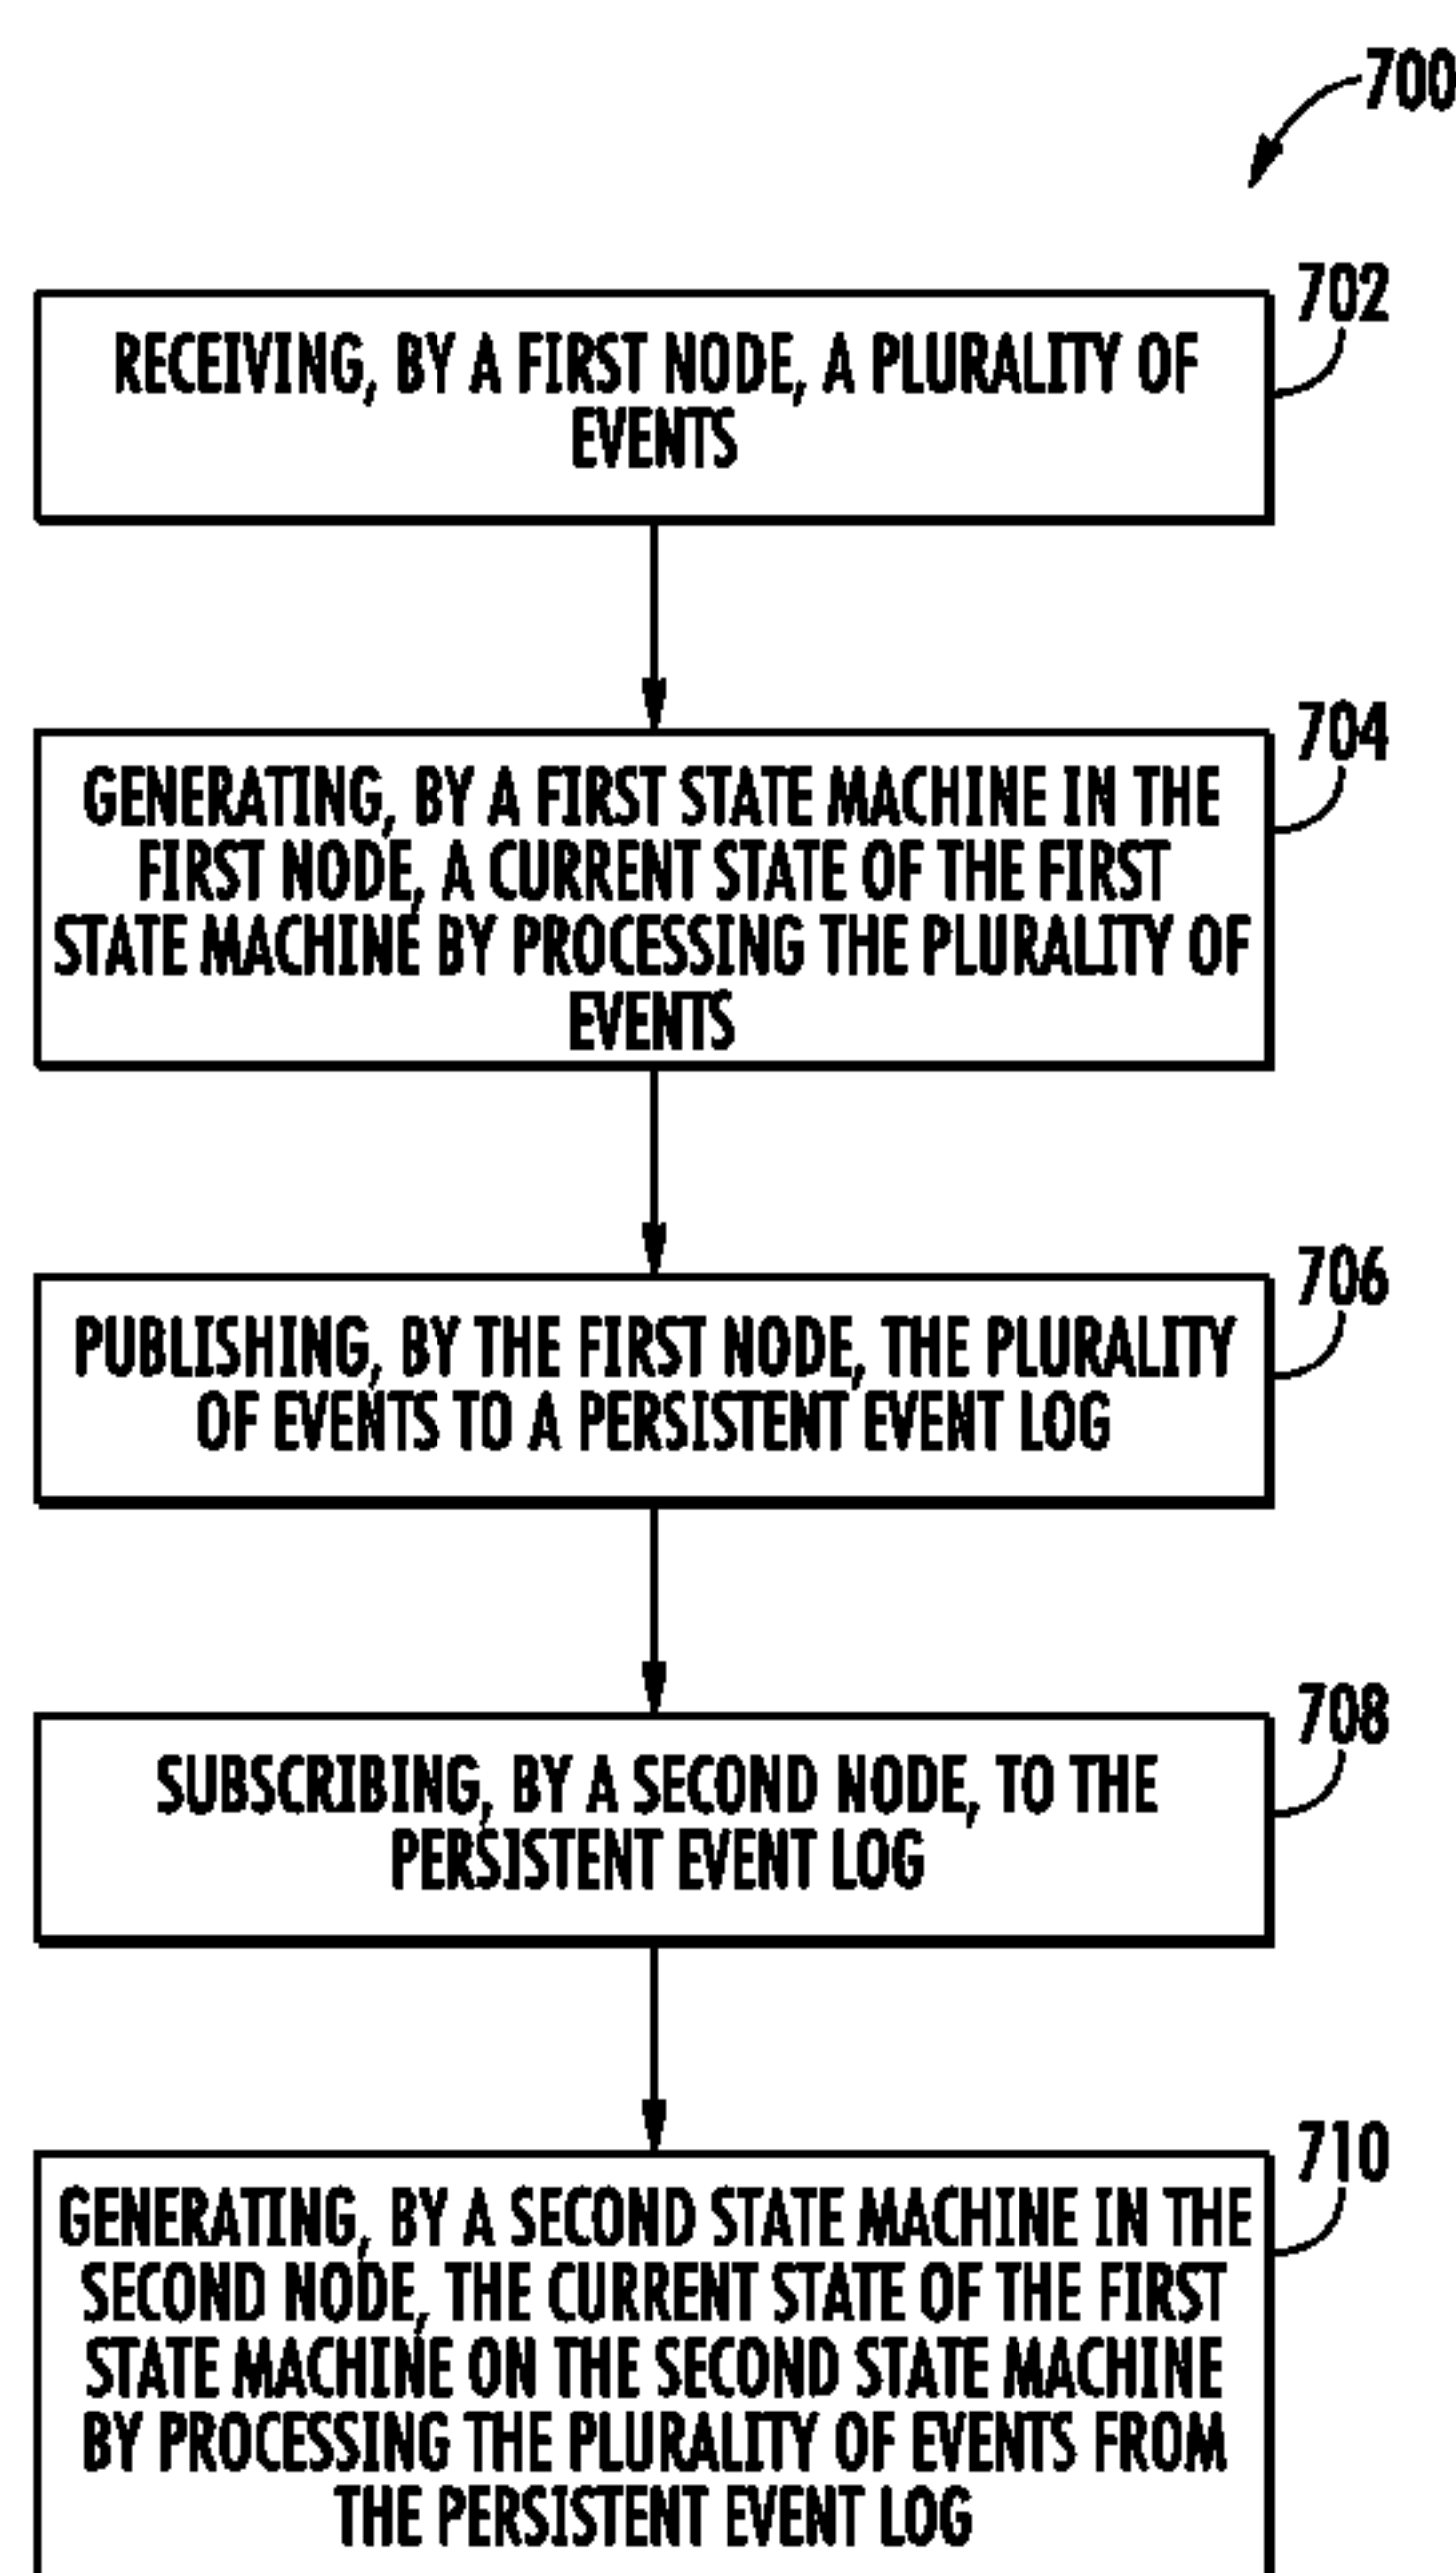 700
702
RECEIVING, BY A FIRST NODE, A PLURALITY OF
EVENTS
704
GENERATING, BY A FIRST STATE MACHINE IN THE
FIRST NODE, A CURRENT STATE OF THE FIRST
STATE MACHINE BY PROCESSING THE PLURALITY OF
EVENTS
706
PUBLISHING, BY THE FIRST NODE, THE PLURALITY
OF EVENTS TO A PERSISTENT EVENT LOG
708
SUBSCRIBING, BY A SECOND NODE, TO THE
PERSISTENT EVENT LOG
710
GENERATING, BY A SECOND STATE MACHINE IN THE
SECOND NODE, THE CURRENT STATE OF THE FIRST
STATE MACHINE ON THE SECOND STATE MACHINE
BY PROCESSING THE PLURALITY OF EVENTS FROM
THE PERSISTENT EVENT LOG